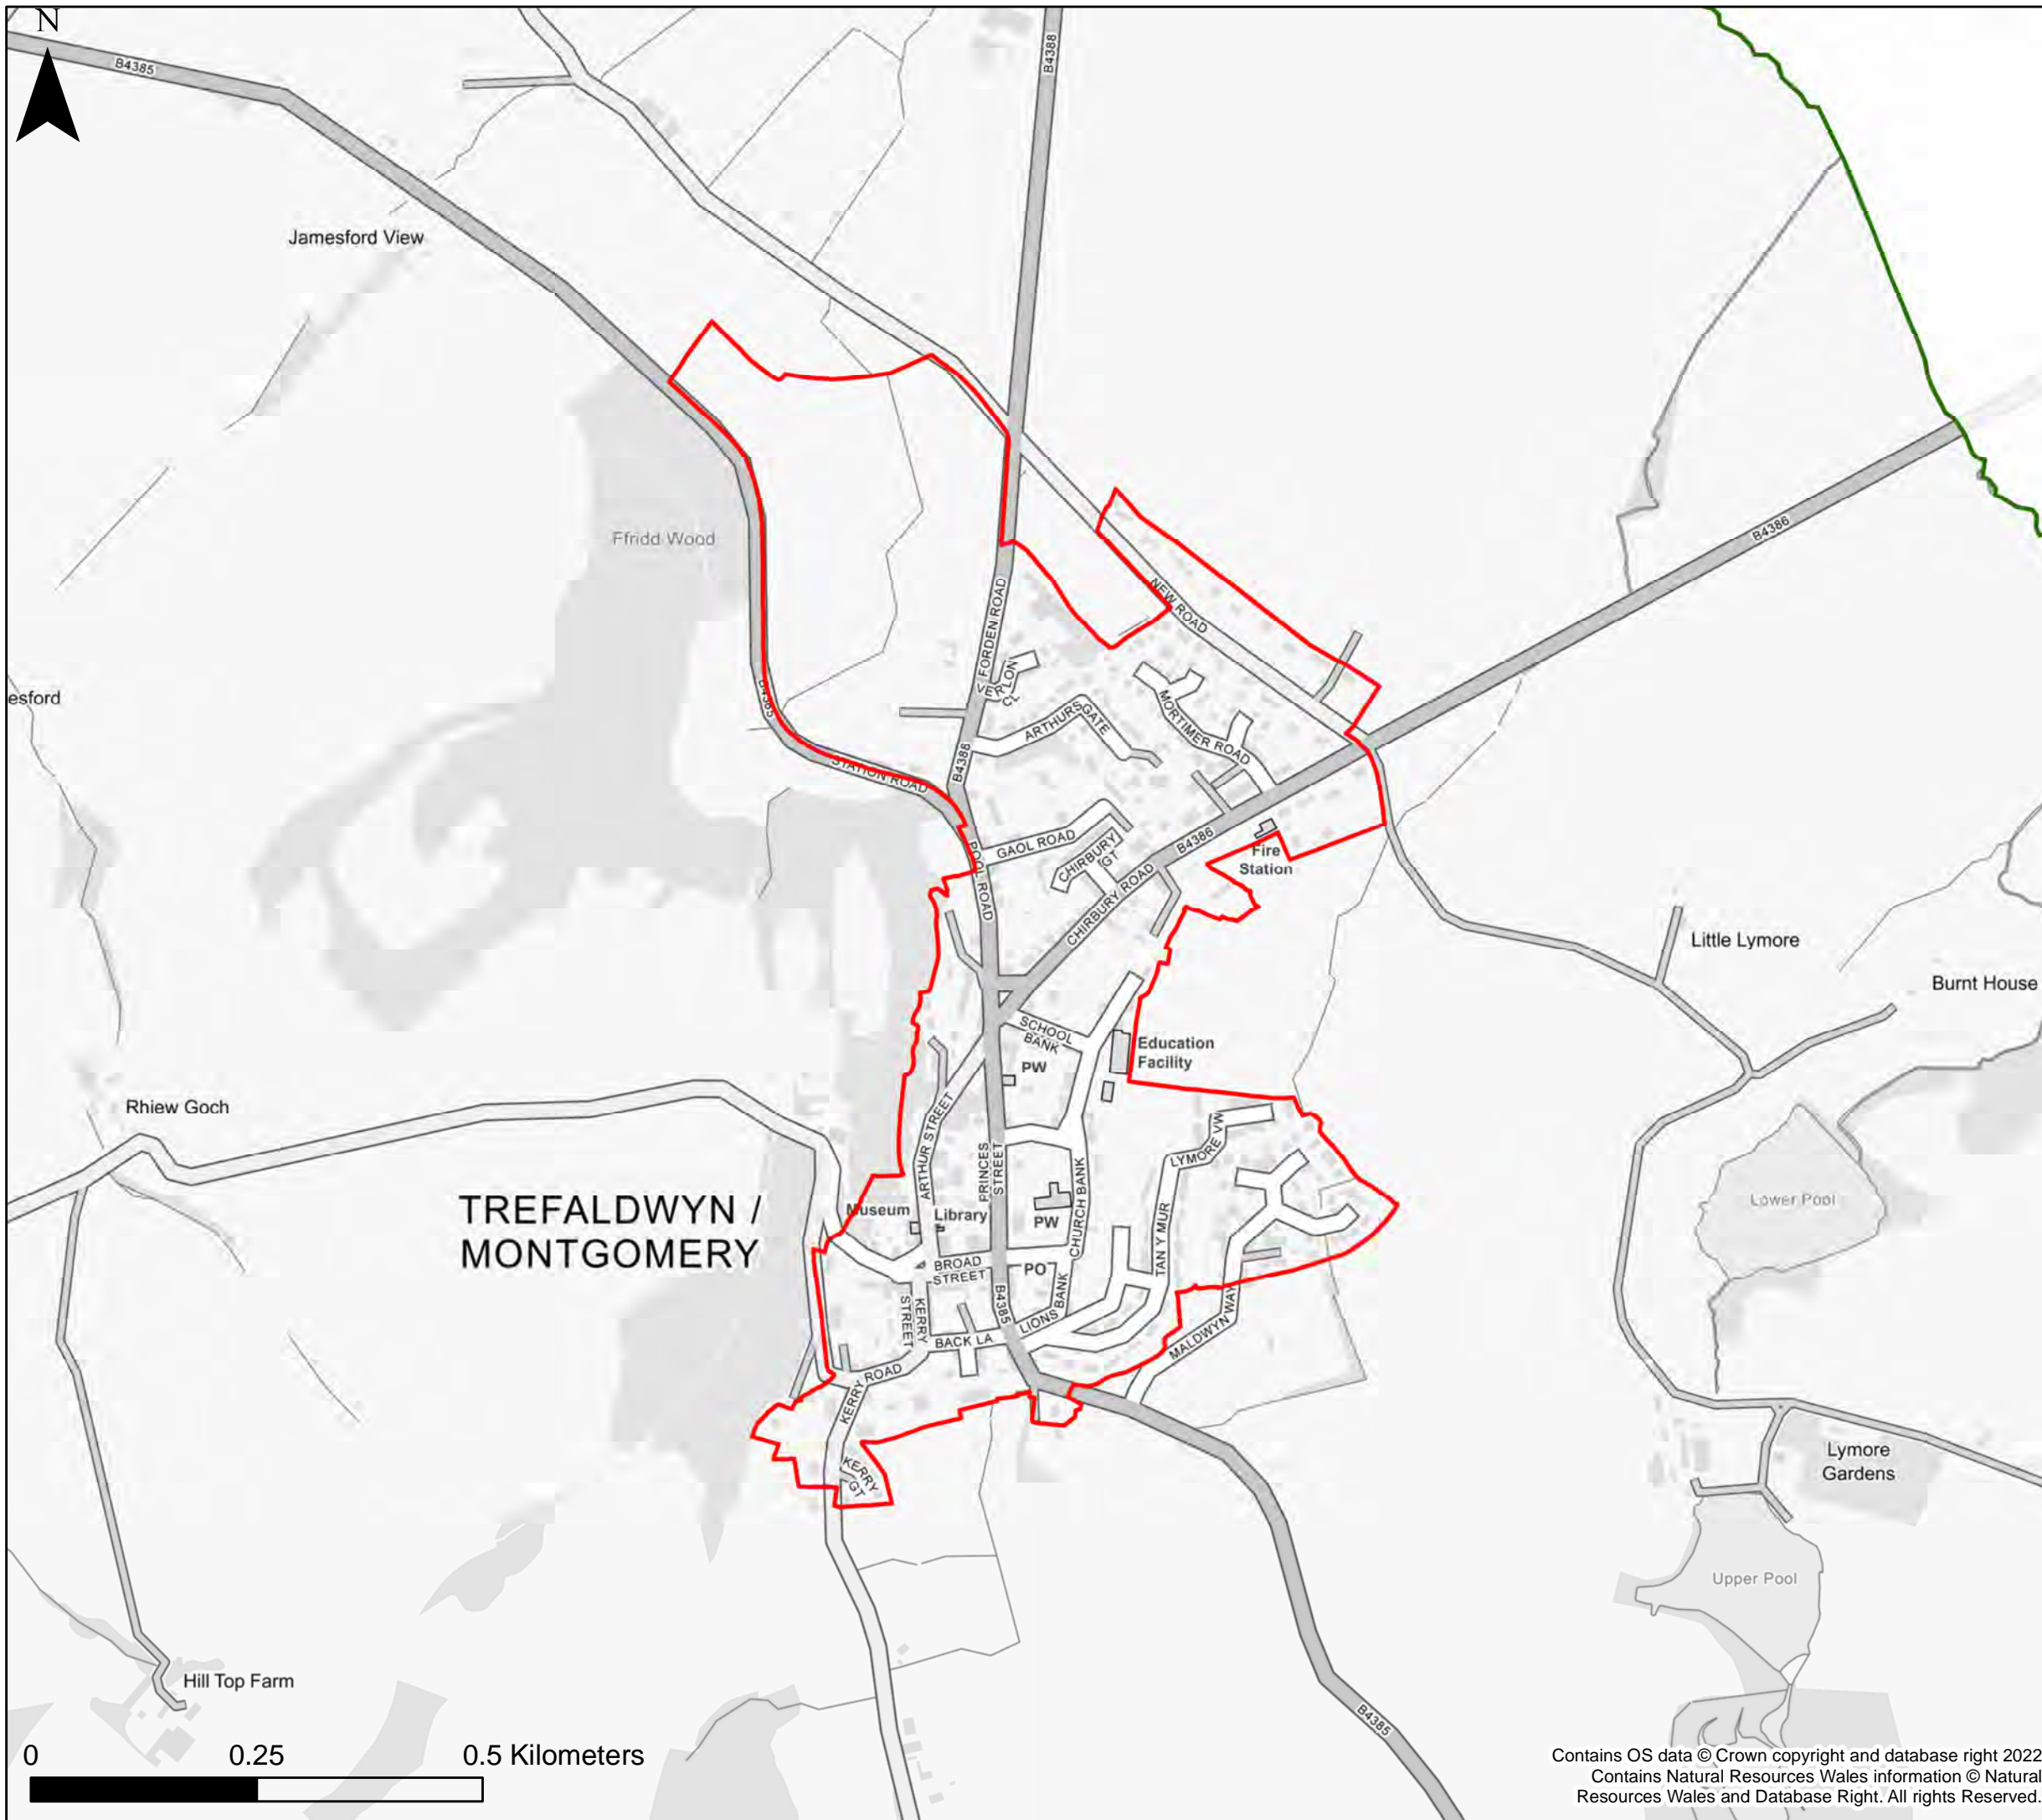 N
B4385
B4388
Jamesford View
Ffridd Wood
B4386
NEW ROAD
FORDEN ROAD
esford
VERLON
CL
ARTHURS
GATE
MORTIMER ROAD
B4385
STATION ROAD
B4388
POOL ROAD
GAOL ROAD
CHIRBURY
GT
B4386
CHIRBURY ROAD
Fire
Station
Little Lymore
Burnt House
SCHOOL
BANK
Education
Facility
PW
Rhiew Goch
ARTHUR STREET
PRINCES
STREET
CHURCH BANK
LYMORE VW
TREFALDWYN /
MONTGOMERY
Museum
Library
PW
TAN Y MUR
Lower Pool
BROAD
STREET
PO
B4385
KERRY
STREET
BACK LA
LIONS
BANK
MALDWYN WAY
KERRY ROAD
KERRY
GT
Lymore
Gardens
Upper Pool
Hill Top Farm
B4385
0 0.25 0.5 Kilometers
Contains OS data © Crown copyright and database right 2022
Contains Natural Resources Wales information © Natural
Resources Wales and Database Right. All rights Reserved.